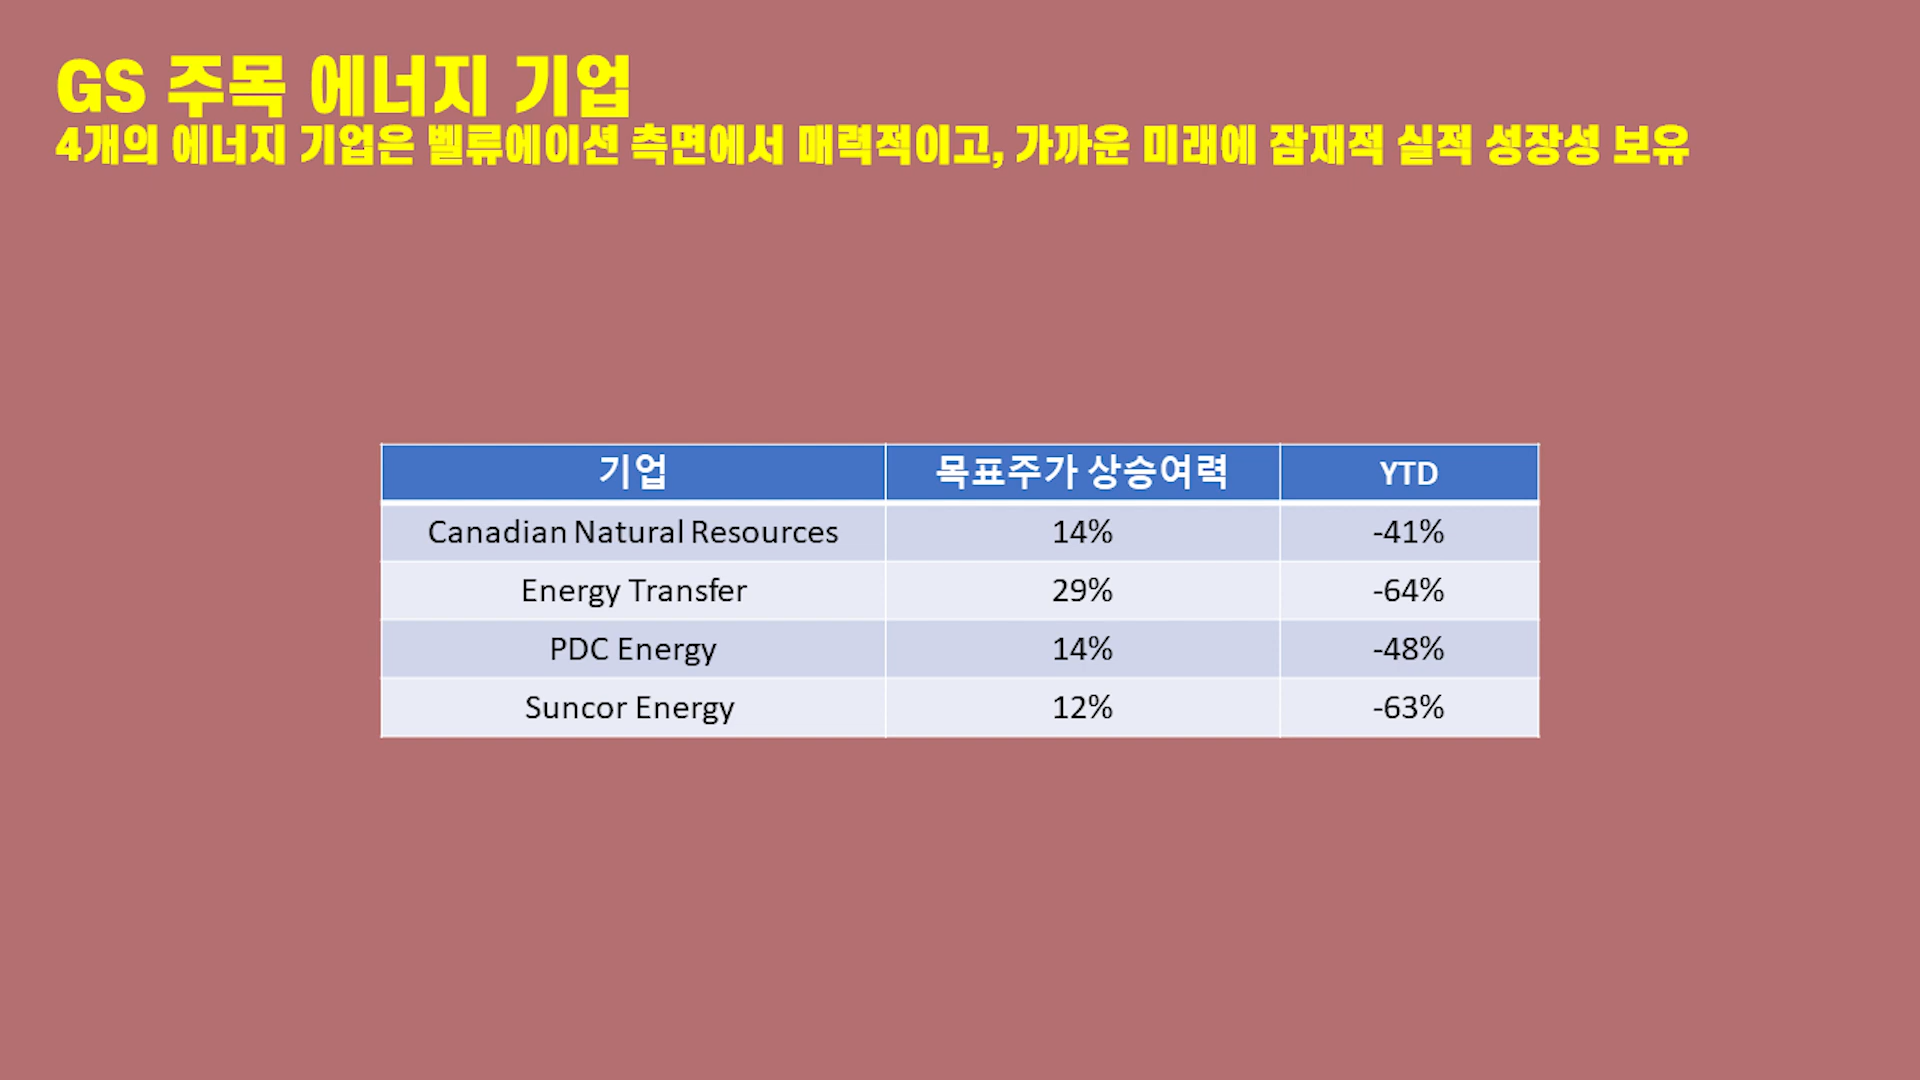 GS 주목 에너지 기업
4개의 에너지 기업은 벨류에이션 측면에서 매력적이고, 가까운 미래에 잠재적 실적 성장성 보유
기업 목표주가 상승여력 YTD
Canadian Natural Resources 14% -41%
Energy Transfer 29% -64%
PDC Energy 14% -48%
Suncor Energy 12% -63%